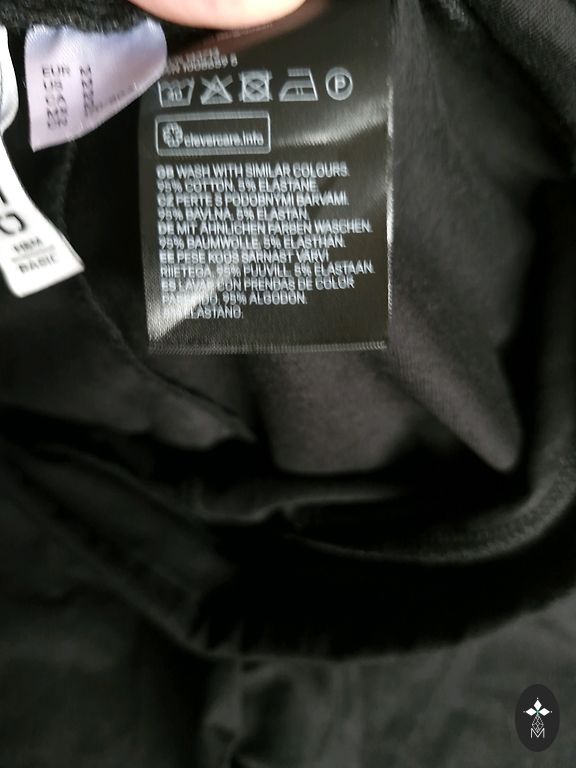 H&M
BASIC
P
clevercare.info
GB WASH WITH SIMILAR COLOURS.
95% COTTON, 5% ELASTANE
CZ PERTE S PODOBNÝMI BARVAMI.
95% BAVLNA, 5% ELASTAN
DE MIT ÄHNLICHEN FARBEN WASCHEN.
95% BAUMWOLLE, 5% ELASTHAN.
EE PESE KOOS SARNAST VÄRVI
RIIETEGA. 95% PUUVILL, 5% ELASTAAN.
ES LAVAR CON PRENDAS DE COLOR
95% ALGODÓN.
ELASTANO.
M